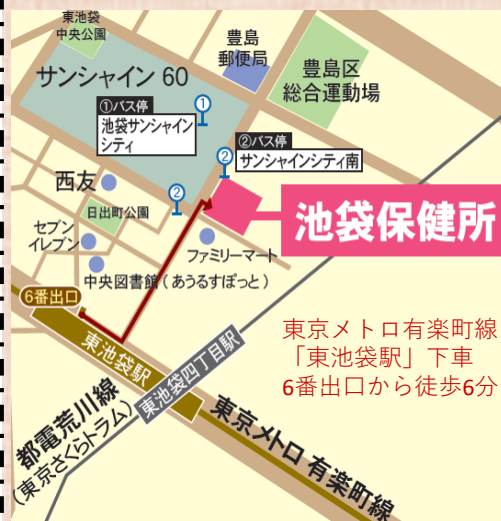 東池袋
中央公園
豊島
郵便局
豊島区
総合運動場
サンシャイン 60
①バス停
池袋サンシャイン
シティ
①
②バス停
サンシャインシティ南
②
西友
②
日出町公園
池袋保健所
セブン
イレブン
ファミリーマート
中央図書館(あうるすぽっと)
6番出口
東池袋駅
東池袋四丁目駅
東京メトロ有楽町線
「東池袋駅」下車
6番出口から徒歩6分
都電荒川線
(東京さくらトラム)
東京メトロ 有楽町線